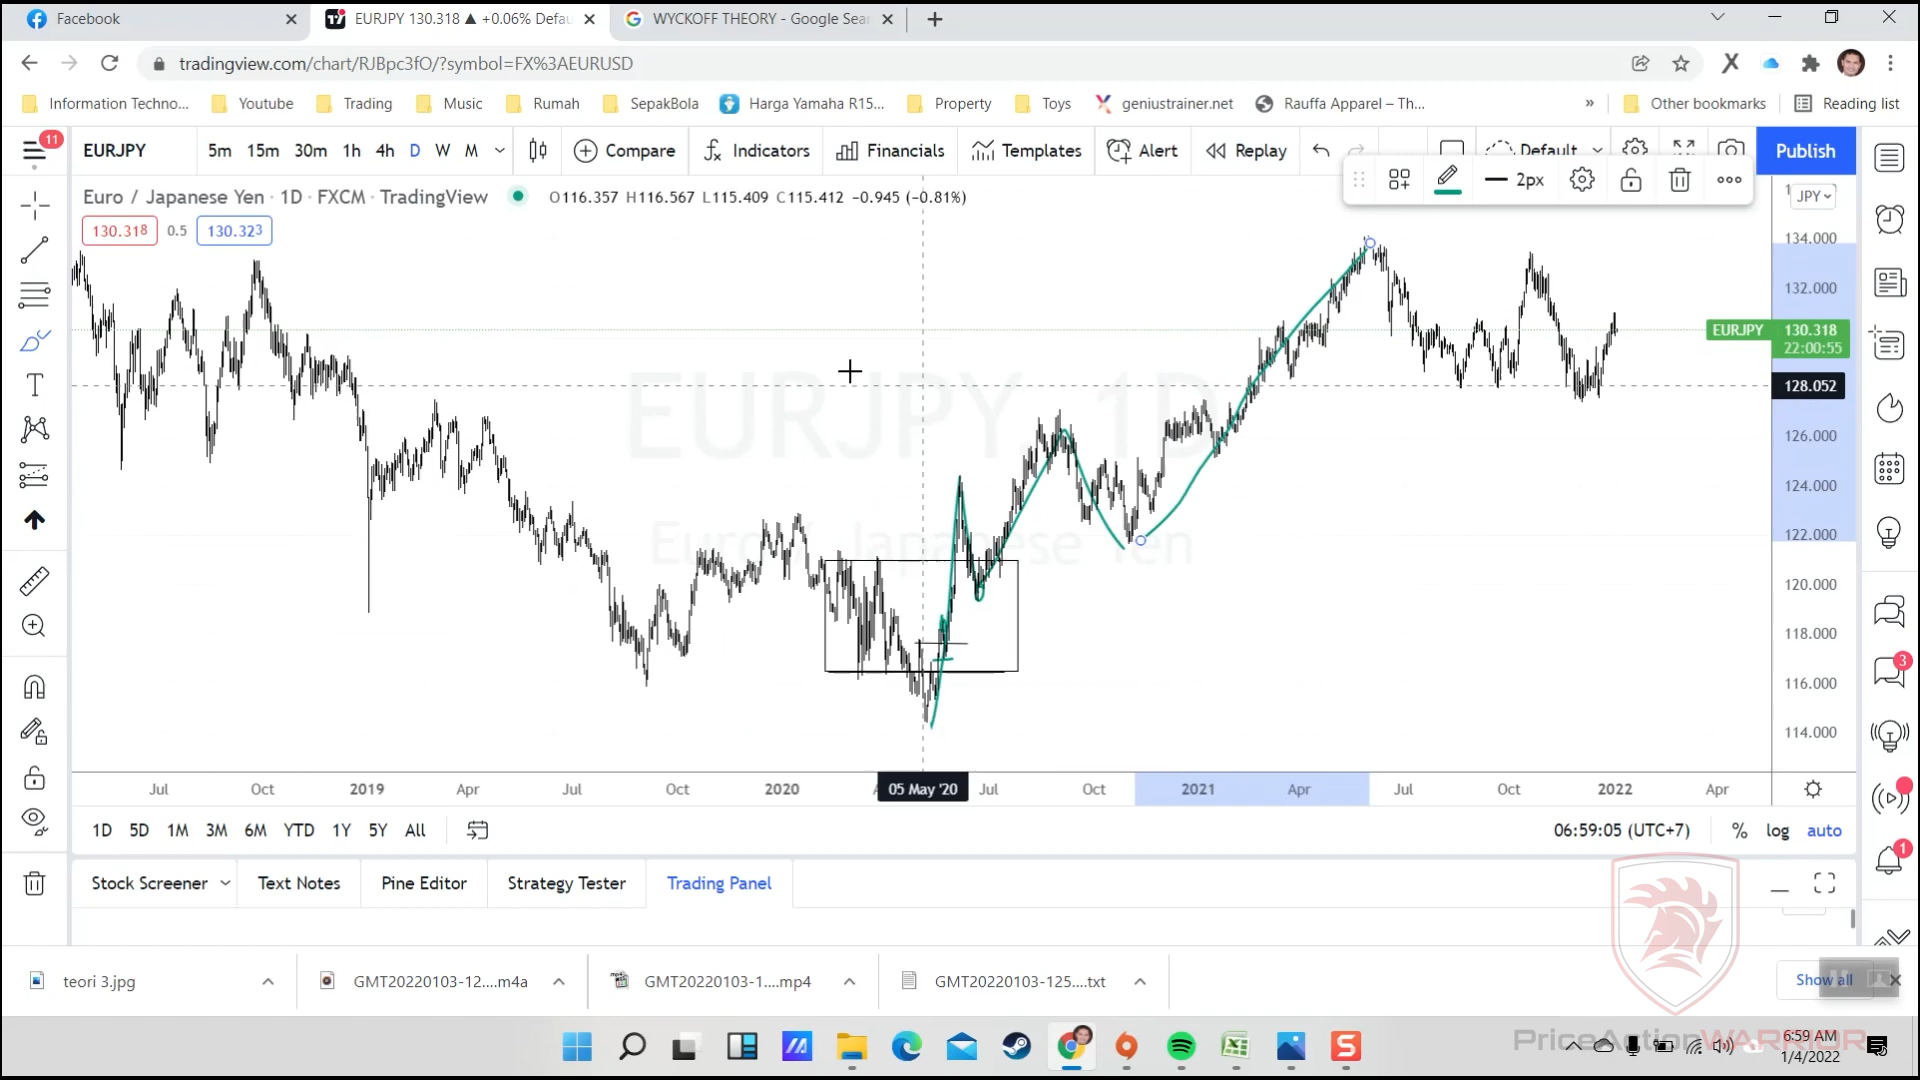 Facebook
EURJPY 130.318 ▲ +0.06% Defau
WYCKOFF THEORY - Google Sear
tradingview.com/chart/RJBpc3fO/?symbol=FX%3AEURUSD
Information Techno...
Youtube
Trading
Music
Rumah
SepakBola
Harga Yamaha R15...
Property
Toys
geniustrainer.net
Rauffa Apparel – Th...
»
Other bookmarks
Reading list
11
EURJPY
5m 15m 30m 1h 4h D W M
Compare
Indicators
Financials
Templates
Alert
Replay
Default
Publish
2px
Euro / Japanese Yen · 1D · FXCM · TradingView
O116.357 H116.567 L115.409 C115.412 −0.945 (−0.81%)
JPY
130.318 0.5 130.323
134.000
132.000
EURJPY 130.318
22:00:55
128.052
126.000
124.000
122.000
120.000
118.000
116.000
114.000
EURJPY, 1D
Euro / Japanese Yen
Jul Oct 2019 Apr Jul Oct 2020 05 May '20 Jul Oct 2021 Apr Jul Oct 2022 Apr
1D 5D 1M 3M 6M YTD 1Y 5Y All
06:59:05 (UTC+7)
% log auto
3
1
Stock Screener
Text Notes
Pine Editor
Strategy Tester
Trading Panel
teori 3.jpg
GMT20220103-12....m4a
GMT20220103-1....mp4
GMT20220103-125....txt
Show all
PriceActionWARRIOR
6:59 AM
1/4/2022